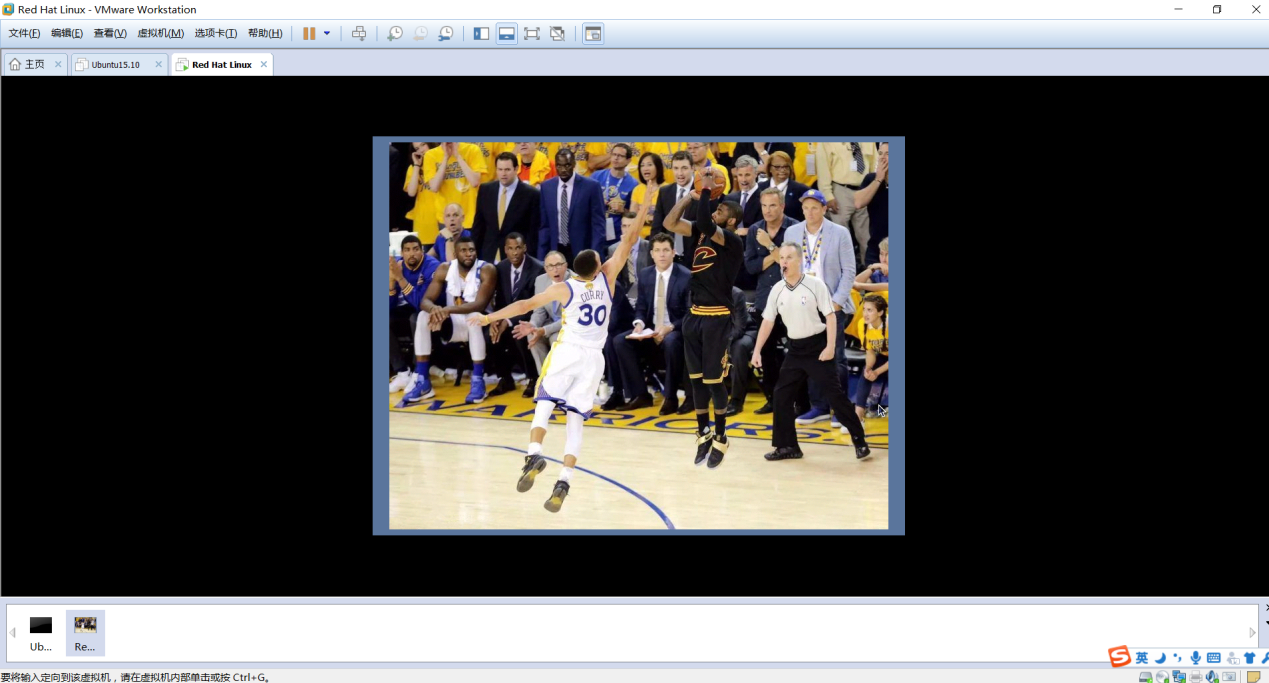 Red Hat Linux - VMware Workstation
文件(F) 编辑(E) 查看(V) 虚拟机(M) 选项卡(T) 帮助(H)
主页 Ubuntu15.10 Red Hat Linux
CURRY
30
WARRIORS
Ub...
Re...
英
要将输入定向到该虚拟机，请在虚拟机内部单击或按 Ctrl+G。